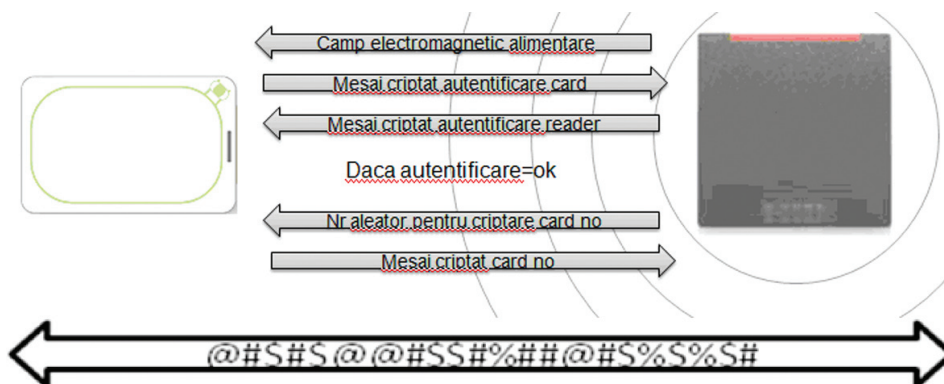 Camp electromagnetic alimentare
Mesaj criptat autentificare card
Mesaj criptat autentificare reader
Daca autentificare=ok
Nr aleator pentru criptare card no
Mesaj criptat card no
@#S#S@@#SS#%##@#S%S%S#